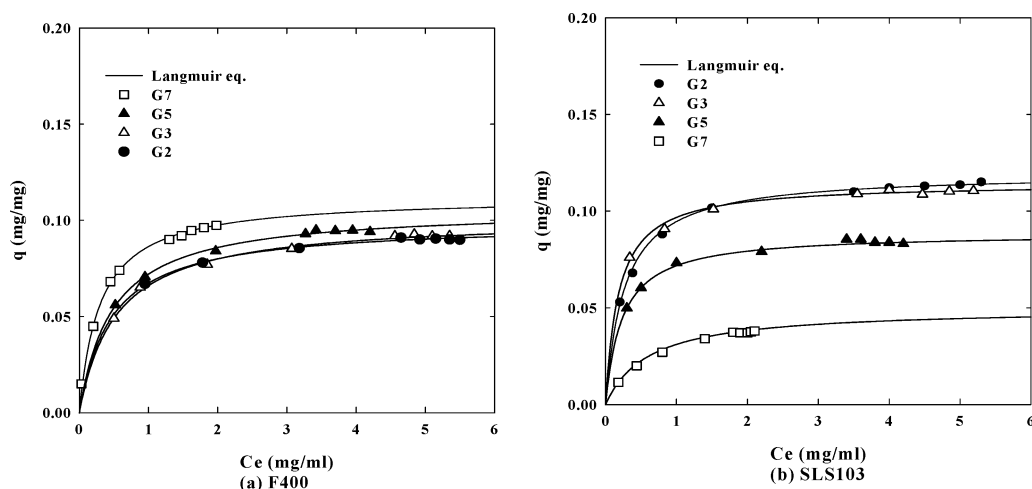 0.20
0.15
0.10
0.05
0.00
q (mg/mg)
Langmuir eq.
G7
G5
G3
G2
0 1 2 3 4 5 6
Ce (mg/ml)
(a) F400
0.20
0.15
0.10
0.05
0.00
q (mg/mg)
Langmuir eq.
G2
G3
G5
G7
0 1 2 3 4 5 6
Ce (mg/ml)
(b) SLS103